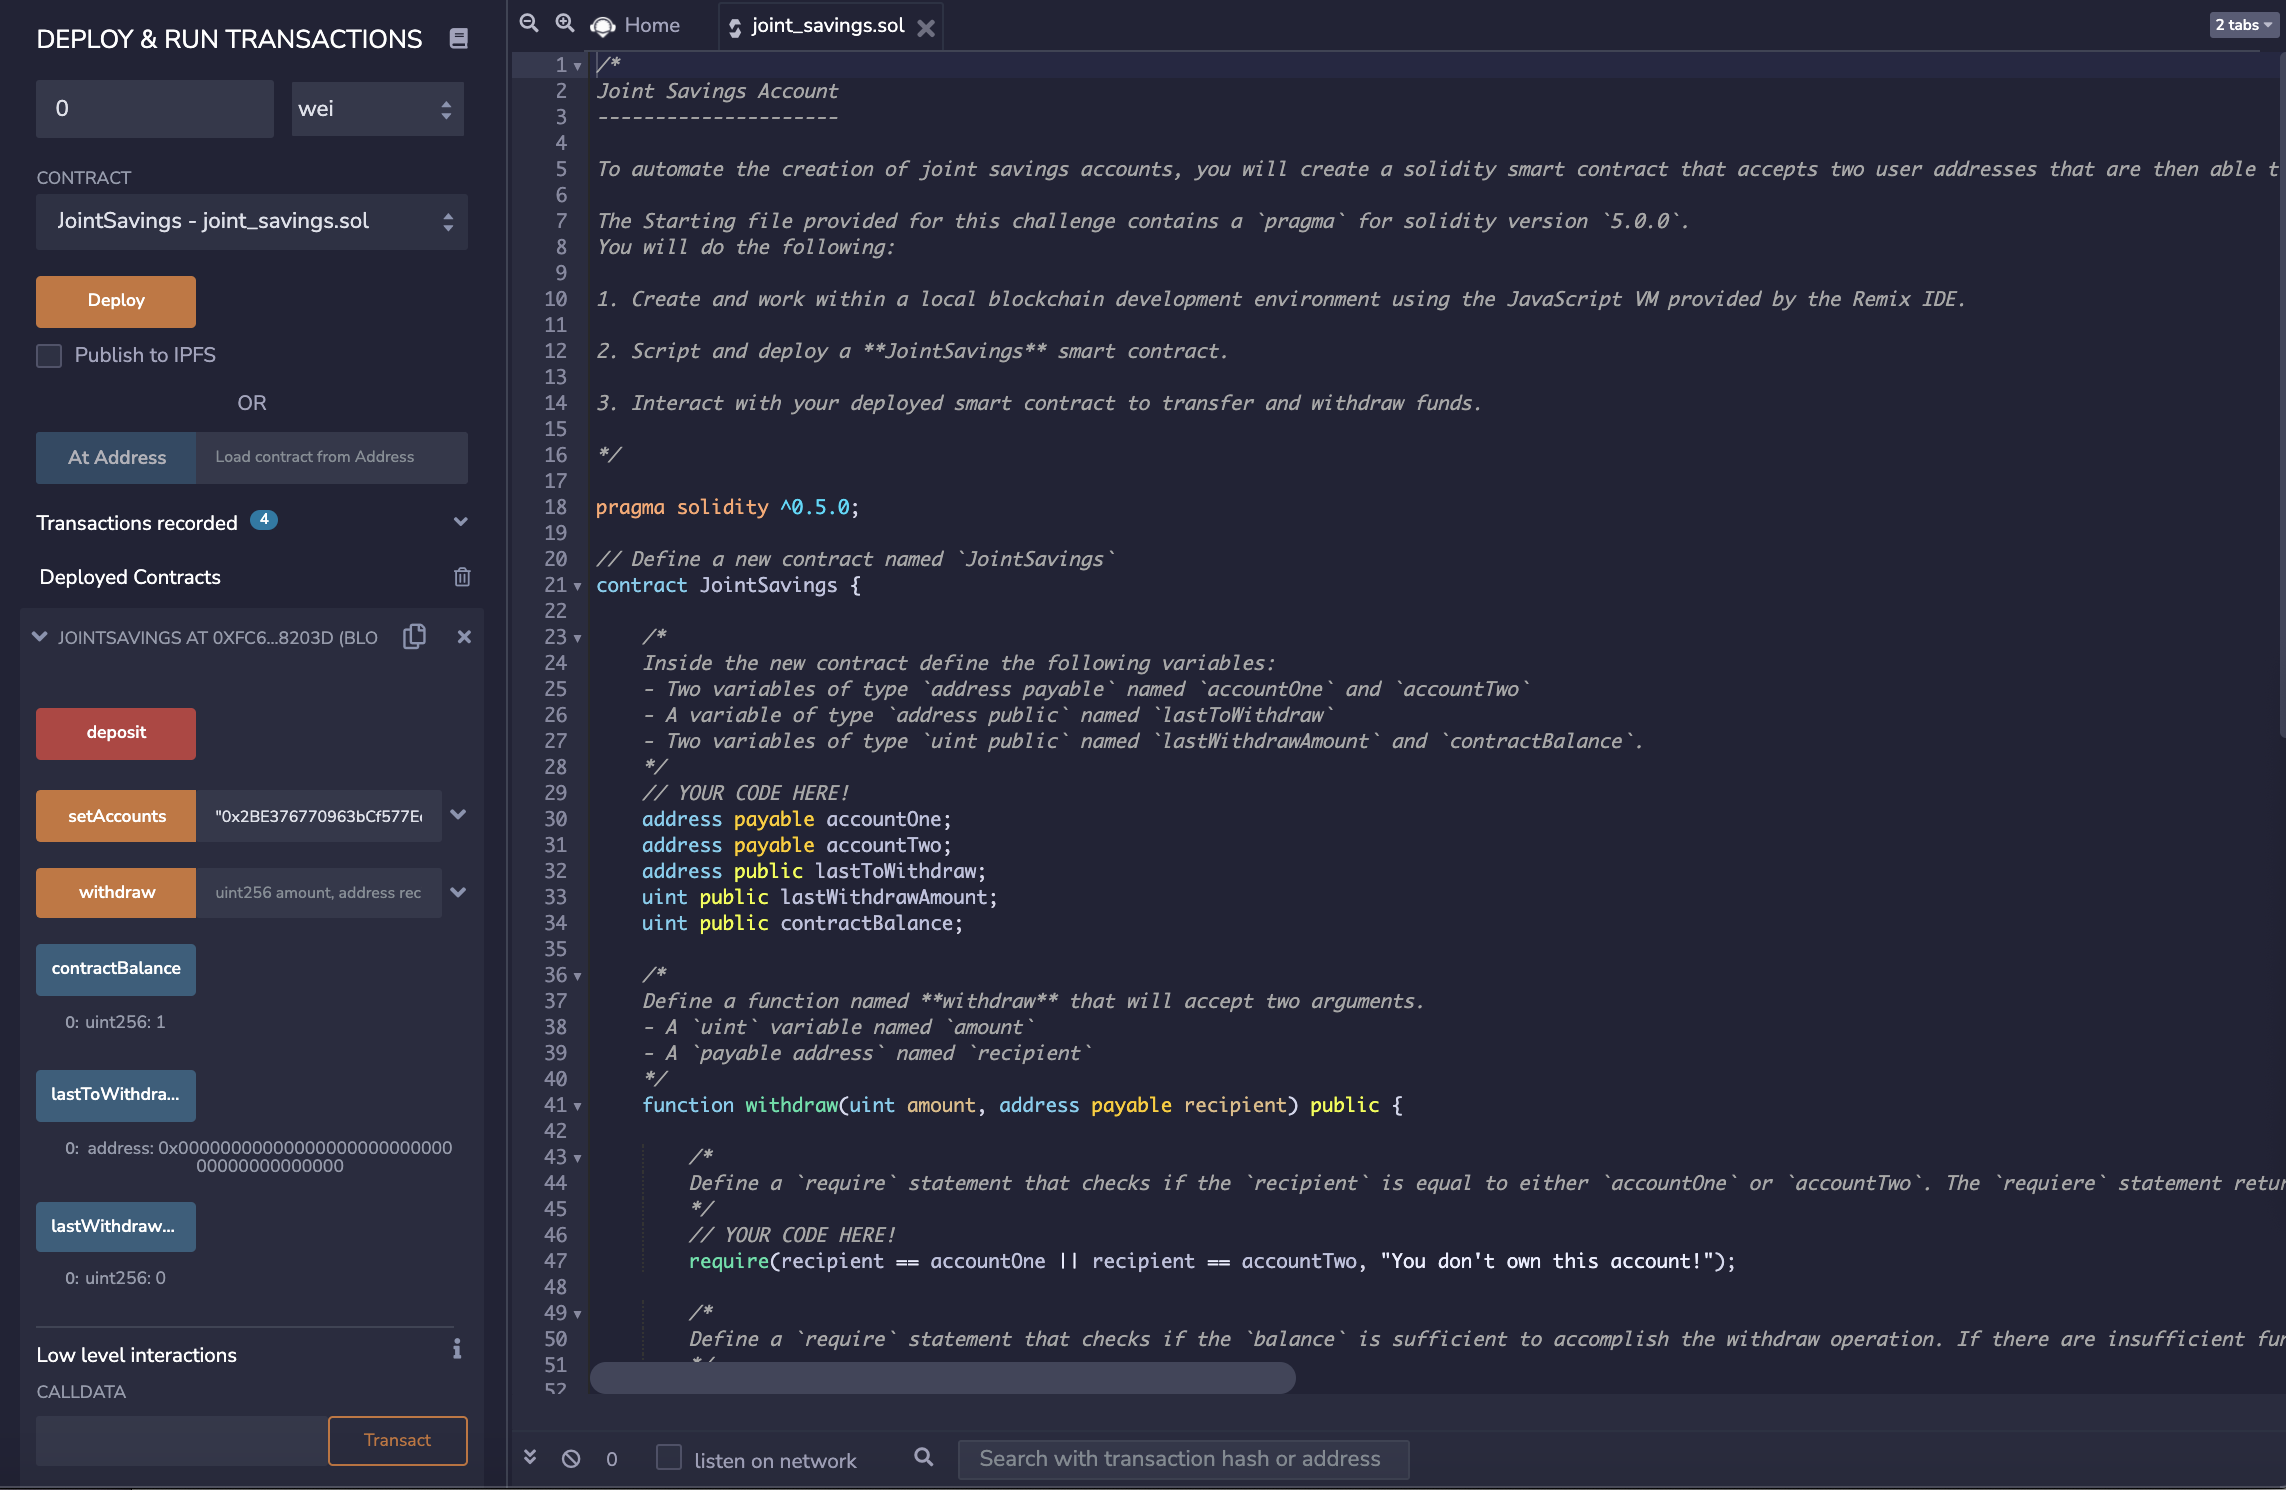 DEPLOY & RUN TRANSACTIONS
0
wei
CONTRACT
JointSavings - joint_savings.sol
Deploy
Publish to IPFS
OR
At Address
Load contract from Address
Transactions recorded 4
Deployed Contracts
JOINTSAVINGS AT 0XFC6...8203D (BLO
deposit
setAccounts
"0x2BE376770963bCf577E
withdraw
uint256 amount, address rec
contractBalance
0: uint256: 1
lastToWithdra...
0: address: 0x00000000000000000000000000
00000000000000
lastWithdraw...
0: uint256: 0
Low level interactions
i
CALLDATA
Transact
Home
joint_savings.sol
2 tabs
1 /*
2 Joint Savings Account
3 ---------------------
4
5 To automate the creation of joint savings accounts, you will create a solidity smart contract that accepts two user addresses that are then able t
6
7 The Starting file provided for this challenge contains a `pragma` for solidity version `5.0.0`.
8 You will do the following:
9
10 1. Create and work within a local blockchain development environment using the JavaScript VM provided by the Remix IDE.
11
12 2. Script and deploy a **JointSavings** smart contract.
13
14 3. Interact with your deployed smart contract to transfer and withdraw funds.
15
16 */
17
18 pragma solidity ^0.5.0;
19
20 // Define a new contract named `JointSavings`
21 contract JointSavings {
22
23 /*
24 Inside the new contract define the following variables:
25 - Two variables of type `address payable` named `accountOne` and `accountTwo`
26 - A variable of type `address public` named `lastToWithdraw`
27 - Two variables of type `uint public` named `lastWithdrawAmount` and `contractBalance`.
28 */
29 // YOUR CODE HERE!
30 address payable accountOne;
31 address payable accountTwo;
32 address public lastToWithdraw;
33 uint public lastWithdrawAmount;
34 uint public contractBalance;
35
36 /*
37 Define a function named **withdraw** that will accept two arguments.
38 - A `uint` variable named `amount`
39 - A `payable address` named `recipient`
40 */
41 function withdraw(uint amount, address payable recipient) public {
42
43 /*
44 Define a `require` statement that checks if the `recipient` is equal to either `accountOne` or `accountTwo`. The `requiere` statement retur
45 */
46 // YOUR CODE HERE!
47 require(recipient == accountOne || recipient == accountTwo, "You don't own this account!");
48
49 /*
50 Define a `require` statement that checks if the `balance` is sufficient to accomplish the withdraw operation. If there are insufficient fun
51 */
52
0
listen on network
Search with transaction hash or address